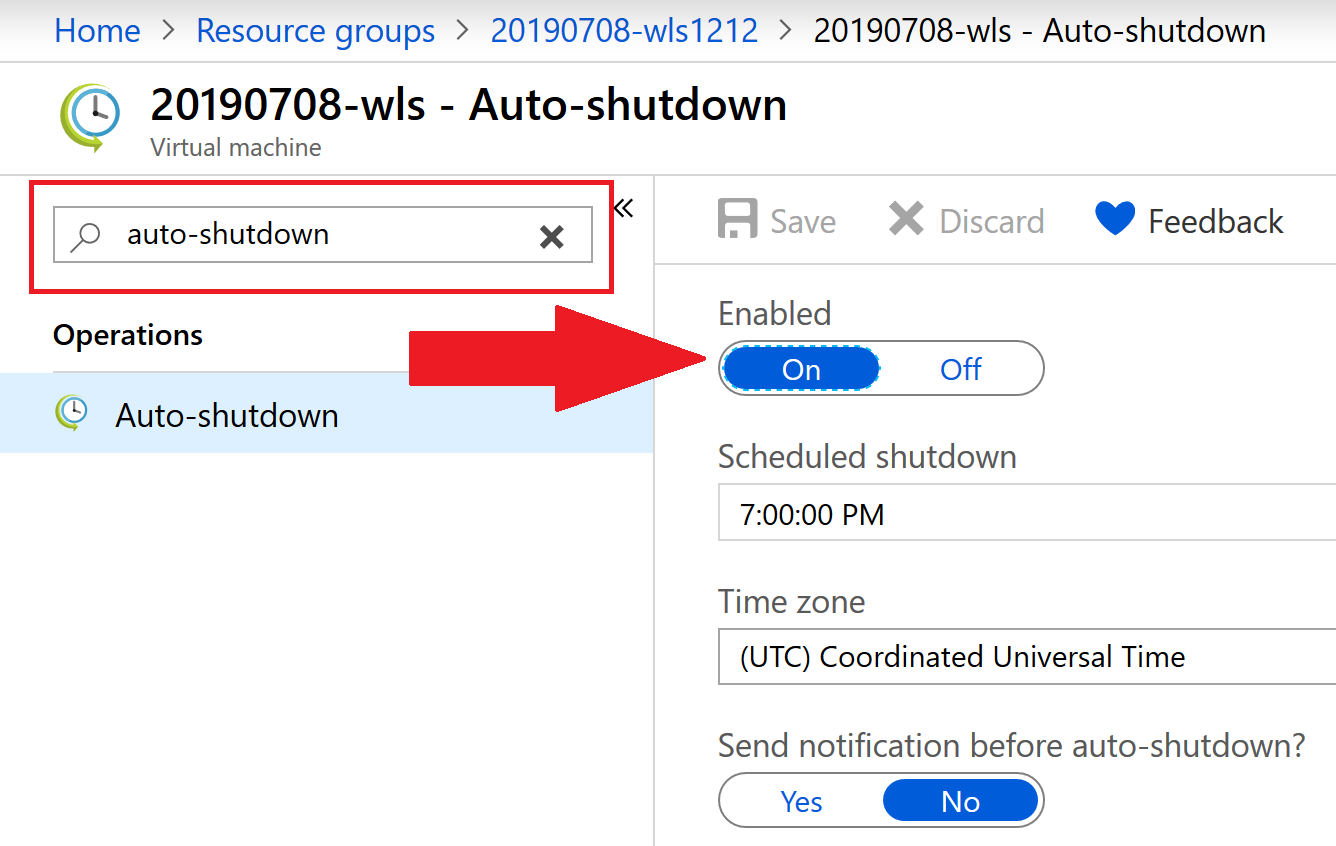 Home > Resource groups > 20190708-wls1212 > 20190708-wls - Auto-shutdown
20190708-wls - Auto-shutdown
Virtual machine
auto-shutdown
Operations
Auto-shutdown
Save Discard Feedback
Enabled
On Off
Scheduled shutdown
7:00:00 PM
Time zone
(UTC) Coordinated Universal Time
Send notification before auto-shutdown?
Yes No